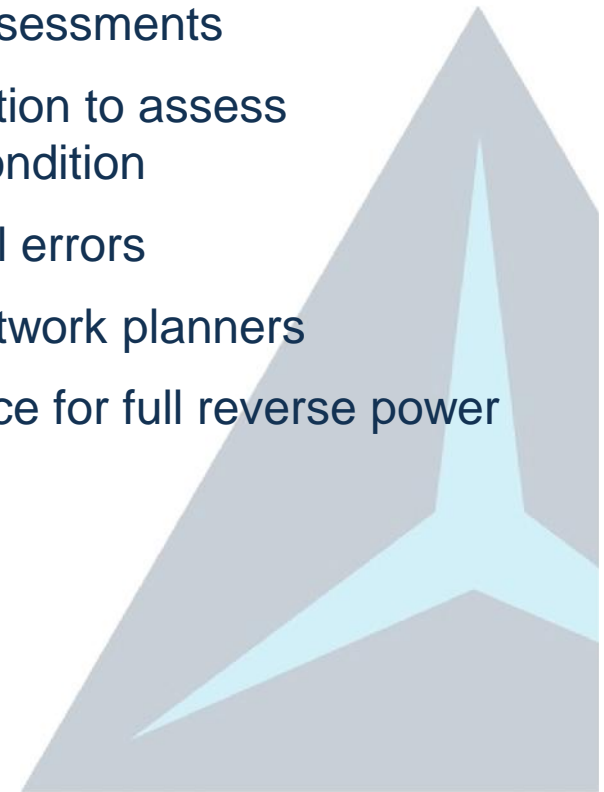 sessments
tion to assess
ondition
l errors
twork planners
ce for full reverse power